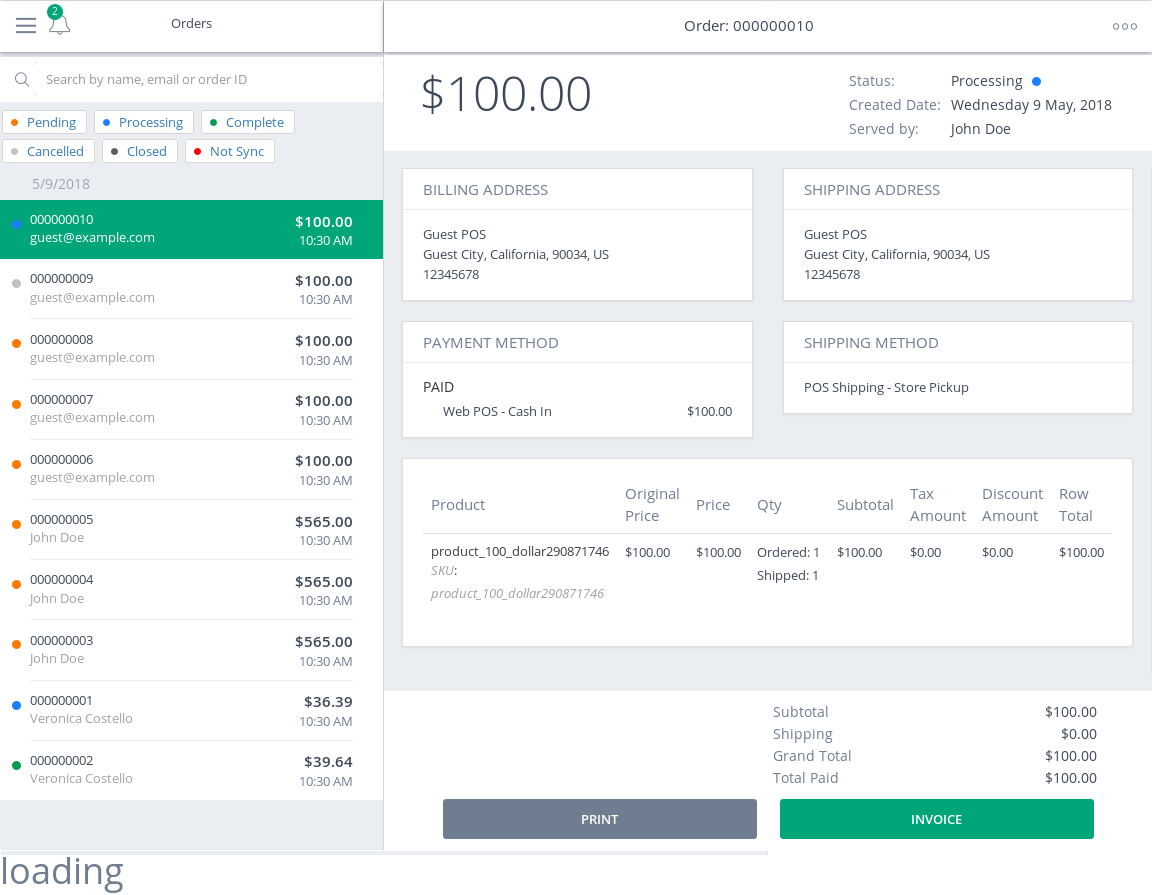 2
Orders
Search by name, email or order ID
Pending Processing Complete
Cancelled Closed Not Sync
5/9/2018
000000010 $100.00
guest@example.com 10:30 AM
000000009 $100.00
guest@example.com 10:30 AM
000000008 $100.00
guest@example.com 10:30 AM
000000007 $100.00
guest@example.com 10:30 AM
000000006 $100.00
guest@example.com 10:30 AM
000000005 $565.00
John Doe 10:30 AM
000000004 $565.00
John Doe 10:30 AM
000000003 $565.00
John Doe 10:30 AM
000000001 $36.39
Veronica Costello 10:30 AM
000000002 $39.64
Veronica Costello 10:30 AM
Order: 000000010
$100.00
Status: Processing
Created Date: Wednesday 9 May, 2018
Served by: John Doe
BILLING ADDRESS
Guest POS
Guest City, California, 90034, US
12345678
SHIPPING ADDRESS
Guest POS
Guest City, California, 90034, US
12345678
PAYMENT METHOD
PAID
Web POS - Cash In $100.00
SHIPPING METHOD
POS Shipping - Store Pickup
Product Original Price Price Qty Subtotal Tax Amount Discount Amount Row Total
product_100_dollar290871746 $100.00 $100.00 Ordered: 1 $100.00 $0.00 $0.00 $100.00
SKU: Shipped: 1
product_100_dollar290871746
Subtotal $100.00
Shipping $0.00
Grand Total $100.00
Total Paid $100.00
PRINT INVOICE
loading